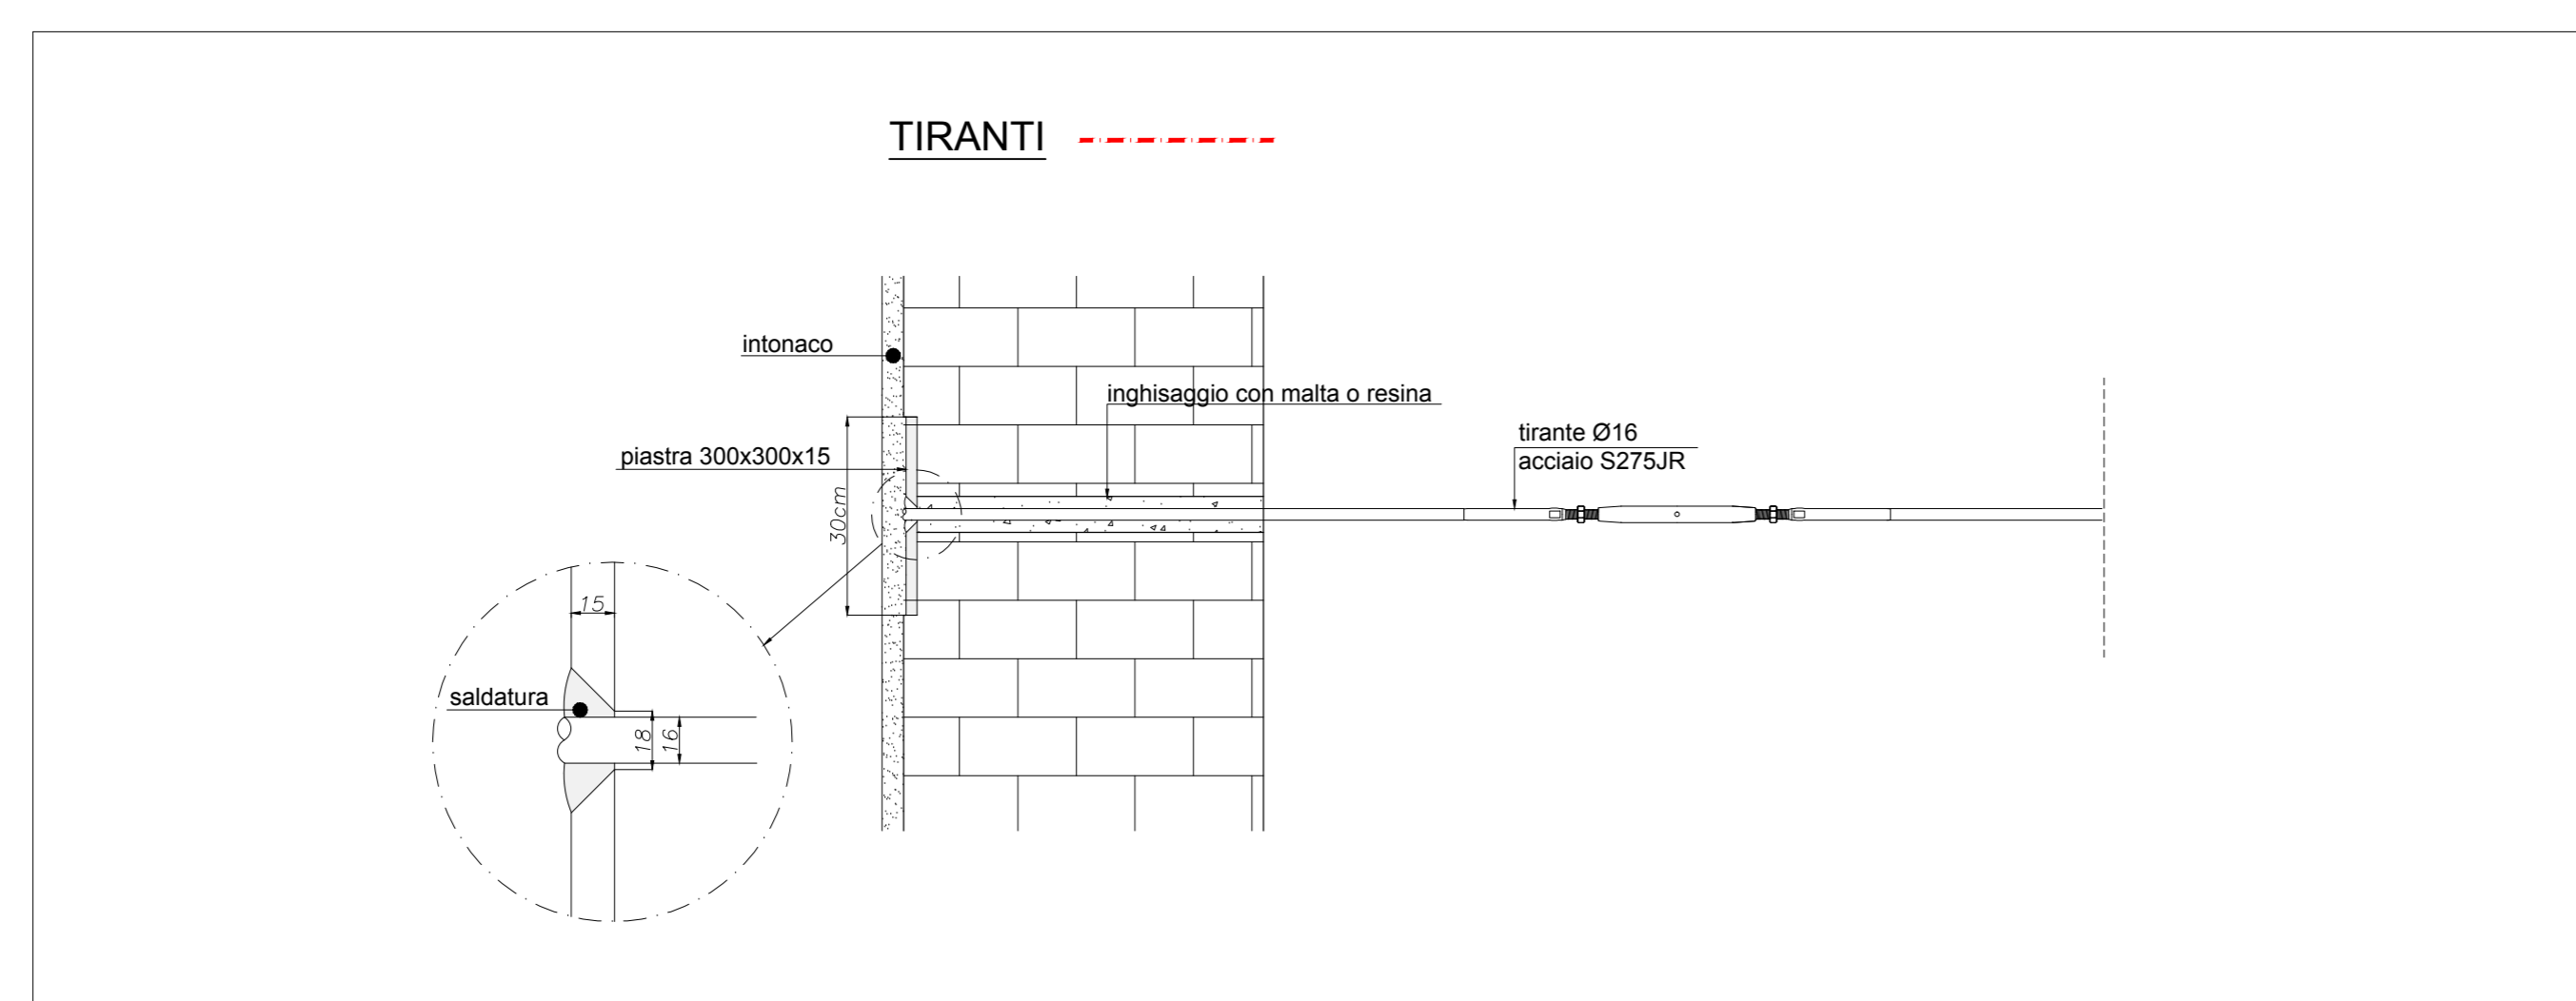 TIRANTI
intonaco
inghisaggio con malta o resina
tirante Ø16
acciaio S275JR
piastra 300x300x15
30cm
15
saldatura
18
16